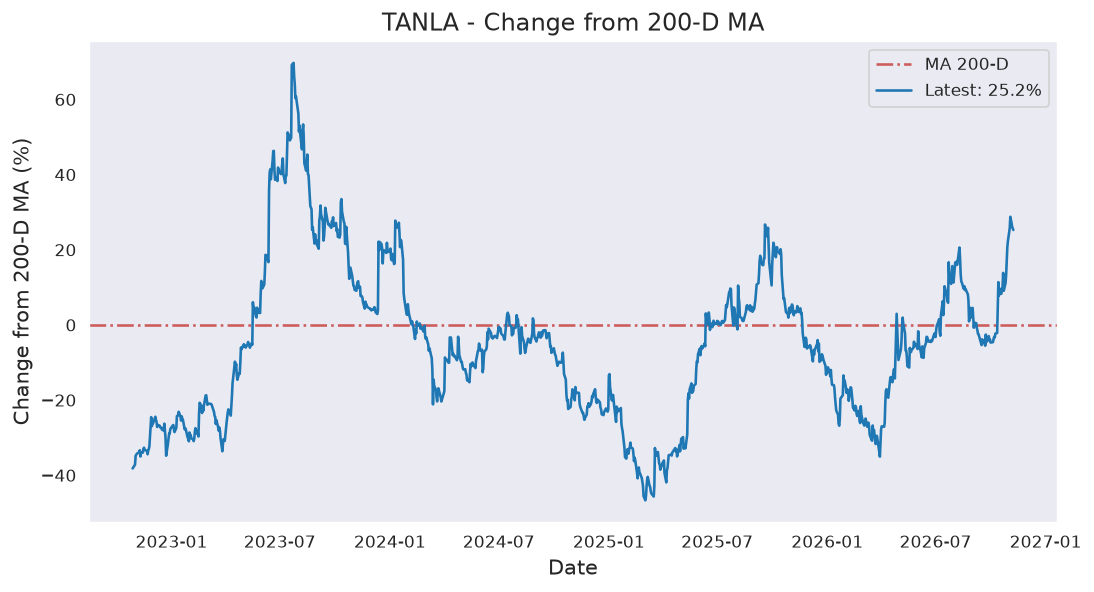 TANLA - Change from 200-D MA
MA 200-D
Latest: 25.2%
Change from 200-D MA (%)
60
40
20
0
−20
−40
2023-01 2023-07 2024-01 2024-07 2025-01 2025-07 2026-01 2026-07 2027-01
Date